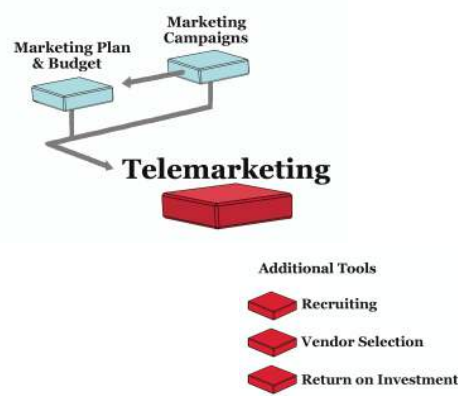 Marketing
Campaigns
Marketing Plan
& Budget
Telemarketing
Additional Tools
Recruiting
Vendor Selection
Return on Investment